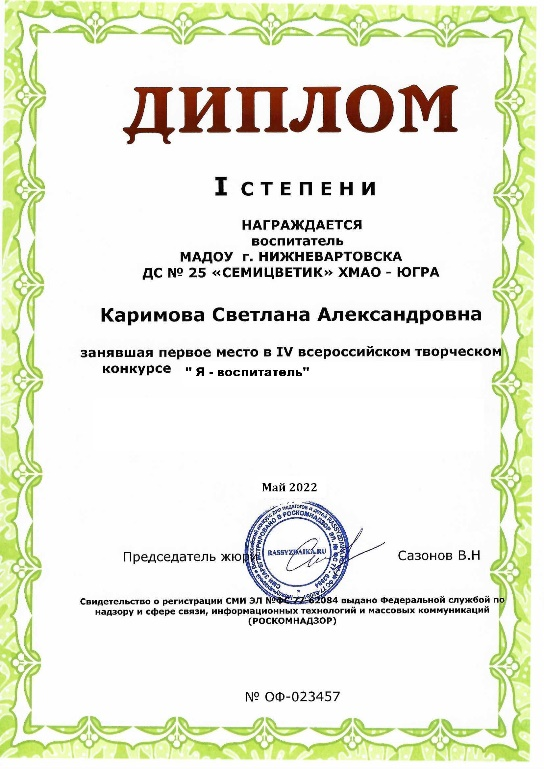 ДИПЛОМ
I СТЕПЕНИ
НАГРАЖДАЕТСЯ
воспитатель
МАДОУ г. НИЖНЕВАРТОВСКА
ДС № 25 «СЕМИЦВЕТИК» ХМАО - ЮГРА
Каримова Светлана Александровна
занявшая первое место в IV всероссийском творческом
конкурсе " Я - воспитатель"
Май 2022
RASSYZDAIKA.RU
Председатель жюри Сазонов В.Н
Свидетельство о регистрации СМИ ЭЛ №ФС 77-62084 выдано Федеральной службой по
надзору и сфере связи, информационных технологий и массовых коммуникаций
(РОСКОМНАДЗОР)
№ ОФ-023457